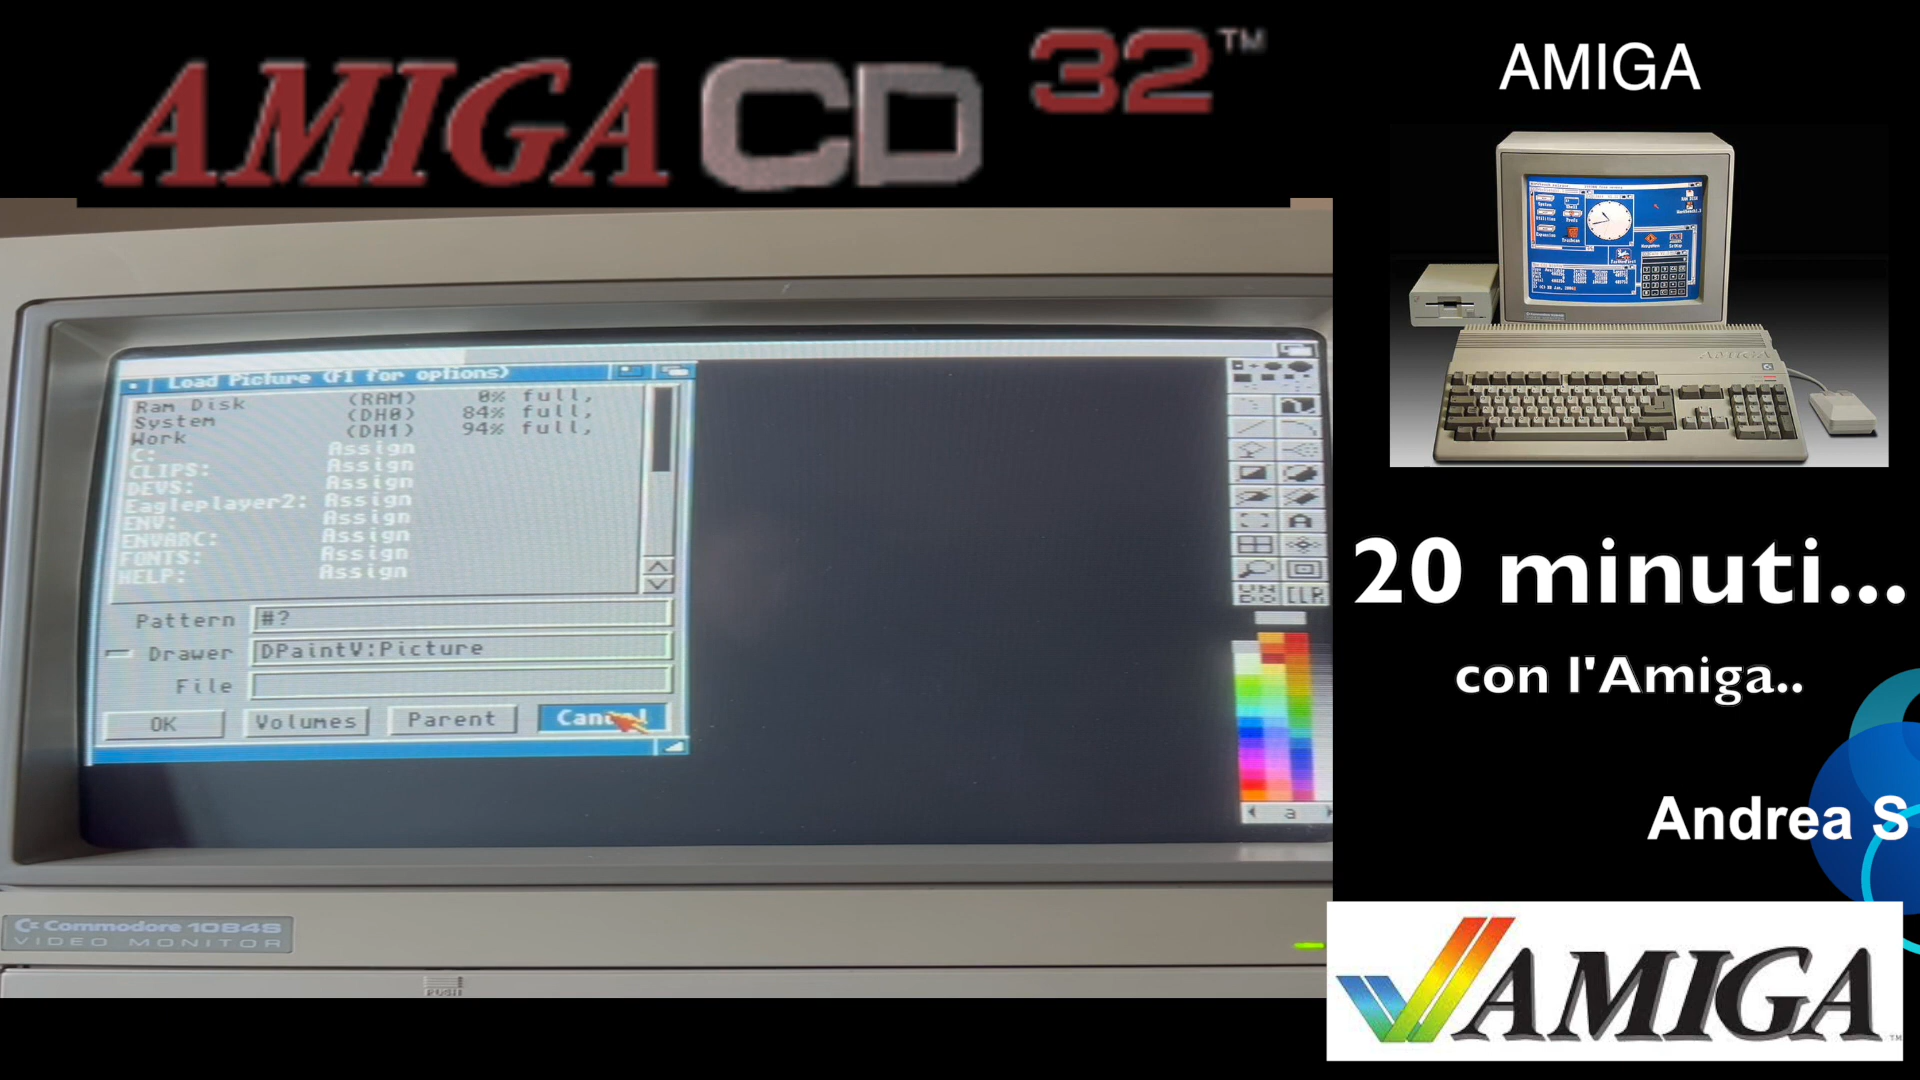 AMIGA CD 32™
AMIGA
Load Picture (F1 for options)
Ram Disk (RAM) 0% full,
System (DH0) 84% full,
Work (DH1) 94% full,
C: Assign
CLIPS: Assign
DEVS: Assign
Eagleplayer2: Assign
ENV: Assign
ENVARC: Assign
FONTS: Assign
HELP: Assign
Pattern #?
Drawer DPaintV:Picture
File
OK Volumes Parent Cancel
A
CLR
a
20 minuti...
con l'Amiga..
Andrea S
Commodore 1084S
VIDEO MONITOR
PUSH
AMIGA™